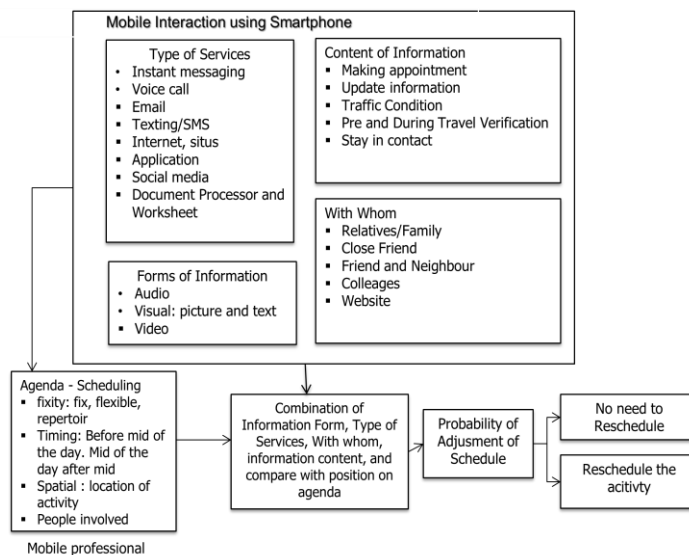 Mobile Interaction using Smartphone
Type of Services
• Instant messaging
• Voice call
▪ Email
▪ Texting/SMS
▪ Internet, situs
▪ Application
▪ Social media
▪ Document Processor and
Worksheet
Forms of Information
• Audio
• Visual: picture and text
▪ Video
Content of Information
▪ Making appointment
▪ Update information
▪ Traffic Condition
▪ Pre and During Travel Verification
▪ Stay in contact
With Whom
▪ Relatives/Family
▪ Close Friend
▪ Friend and Neighbour
▪ Colleages
▪ Website
Agenda - Scheduling
▪ fixity: fix, flexible,
repertoir
▪ Timing: Before mid of
the day. Mid of the
day after mid
▪ Spatial : location of
activity
▪ People involved
Mobile professional
Combination of
Information Form, Type of
Services, With whom,
information content, and
compare with position on
agenda
Probability of
Adjusment of
Schedule
No need to
Reschedule
Reschedule the
acitivty